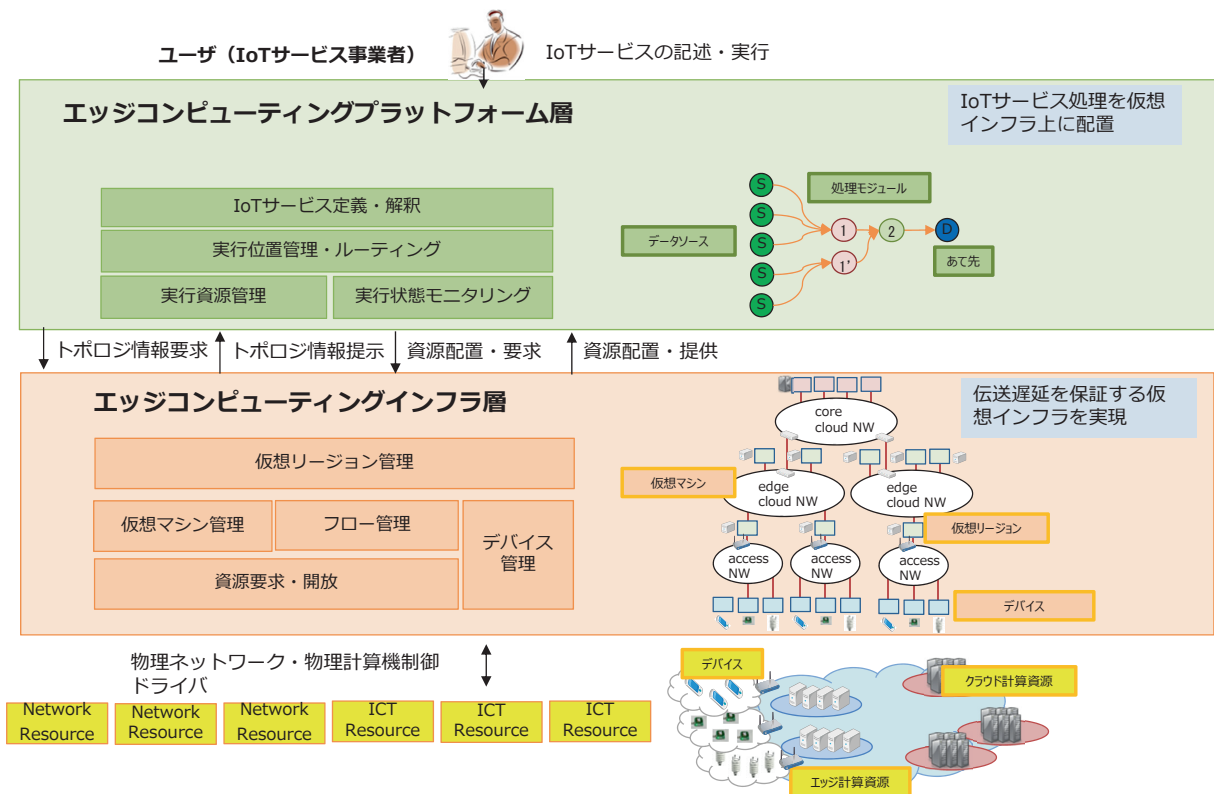 ユーザ（IoTサービス事業者）
IoTサービスの記述・実行
エッジコンピューティングプラットフォーム層
IoTサービス処理を仮想
インフラ上に配置
IoTサービス定義・解釈
実行位置管理・ルーティング
実行資源管理
実行状態モニタリング
データソース
処理モジュール
あて先
S
S
S
S
S
1
1'
2
D
トポロジ情報要求
トポロジ情報提示
資源配置・要求
資源配置・提供
エッジコンピューティングインフラ層
伝送遅延を保証する仮
想インフラを実現
仮想リージョン管理
仮想マシン管理
フロー管理
デバイス
管理
資源要求・開放
core
cloud NW
仮想マシン
edge
cloud NW
edge
cloud NW
仮想リージョン
access
NW
access
NW
access
NW
デバイス
物理ネットワーク・物理計算機制御
ドライバ
Network
Resource
Network
Resource
Network
Resource
ICT
Resource
ICT
Resource
ICT
Resource
デバイス
クラウド計算資源
エッジ計算資源